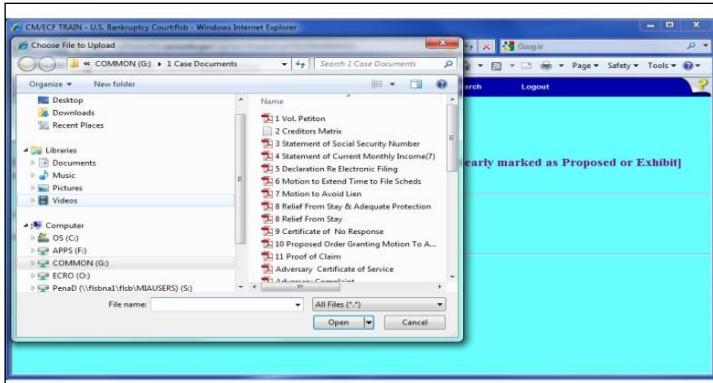 CM/ECF TRAIN - U.S. Bankruptcy Court:flsb - Windows Internet Explorer
Choose File to Upload
« COMMON (G:) ▸ 1 Case Documents
Search 1 Case Documents
Google
Organize
New folder
Page
Safety
Tools
Logout
Desktop
Downloads
Recent Places
Libraries
Documents
Music
Pictures
Videos
Computer
OS (C:)
APPS (F:)
COMMON (G:)
ECRO (O:)
PenaD (\\flsbna1\flsb\MIAUSERS) (S:)
Name
1 Vol. Petiton
2 Creditors Matrix
3 Statement of Social Security Number
4 Statement of Current Monthly Income(7)
5 Declaration Re Electronic Filing
6 Motion to Extend Time to File Scheds
7 Motion to Avoid Lien
8 Relief From Stay & Adequate Protection
8 Relief From Stay
9 Certificate of No Response
10 Proposed Order Granting Motion To A...
11 Proof of Claim
Adversary Certificate of Service
Adversary Complaint
early marked as Proposed or Exhibit]
File name:
All Files (*.*)
Open
Cancel